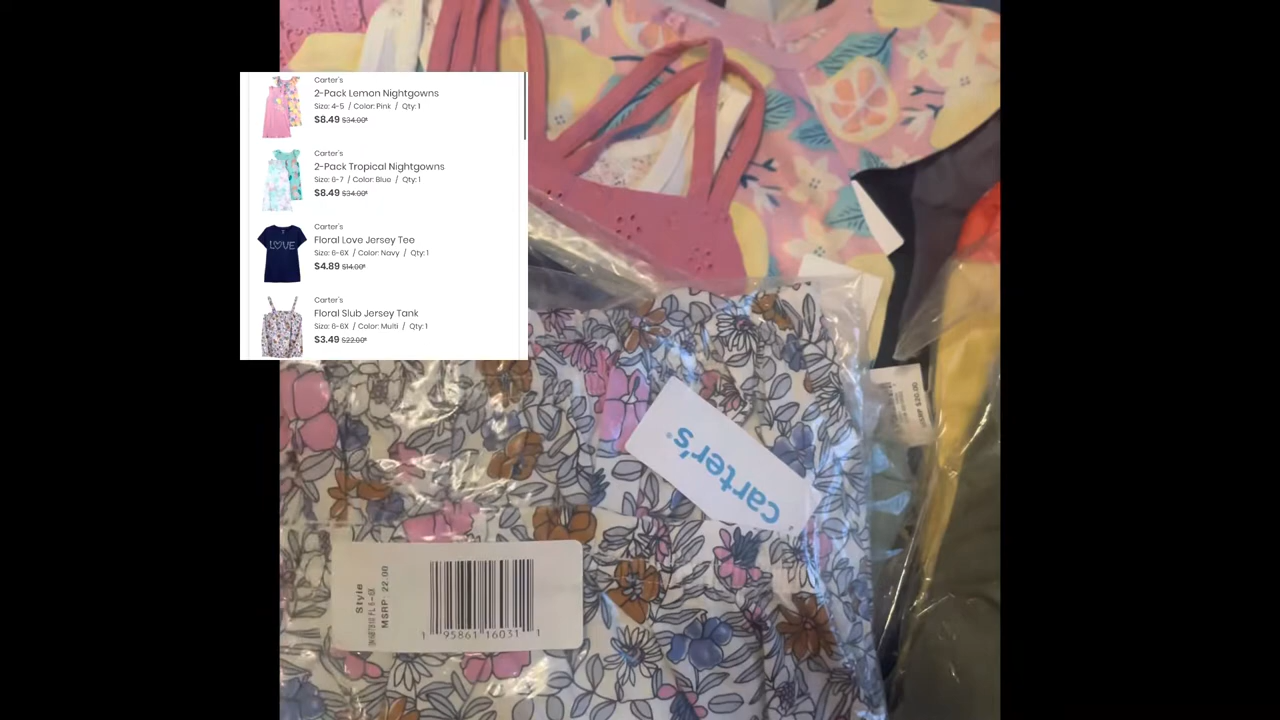 Carter's
2-Pack Lemon Nightgowns
Size: 4-5 / Color: Pink / Qty: 1
$8.49 $34.00*
Carter's
2-Pack Tropical Nightgowns
Size: 6-7 / Color: Blue / Qty: 1
$8.49 $34.00*
Carter's
Floral Love Jersey Tee
Size: 6-6X / Color: Navy / Qty: 1
$4.89 $14.00*
Carter's
Floral Slub Jersey Tank
Size: 6-6X / Color: Multi / Qty: 1
$3.49 $22.00*
LOVE
carter's®
MSRP $20.00
Style
MSRP: 22.00
1 95861 16031 1